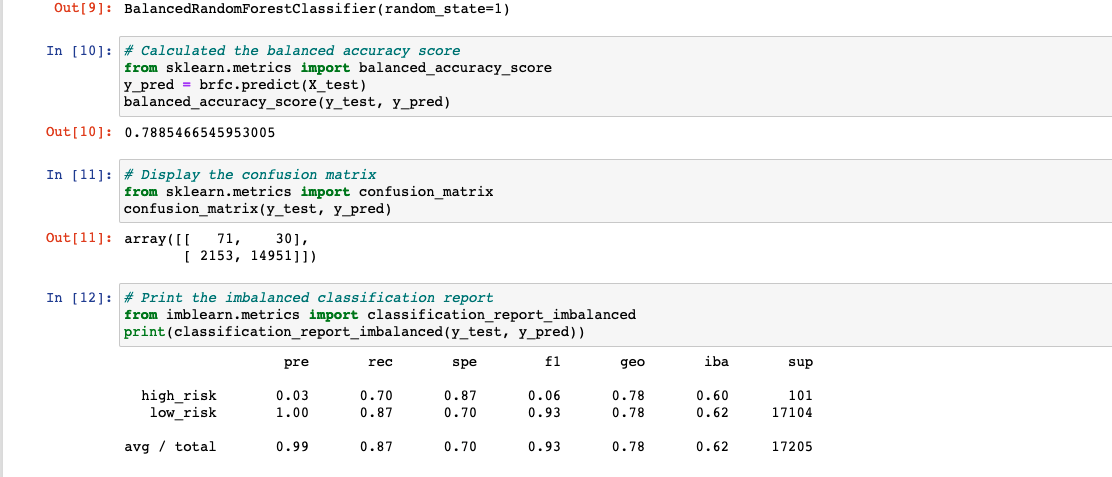 Out[9]: BalancedRandomForestClassifier(random_state=1)
In [10]: # Calculated the balanced accuracy score
from sklearn.metrics import balanced_accuracy_score
y_pred = brfc.predict(X_test)
balanced_accuracy_score(y_test, y_pred)
Out[10]: 0.7885466545953005
In [11]: # Display the confusion matrix
from sklearn.metrics import confusion_matrix
confusion_matrix(y_test, y_pred)
Out[11]: array([[   71,    30],
       [ 2153, 14951]])
In [12]: # Print the imbalanced classification report
from imblearn.metrics import classification_report_imbalanced
print(classification_report_imbalanced(y_test, y_pred))
pre rec spe f1 geo iba sup
high_risk 0.03 0.70 0.87 0.06 0.78 0.60 101
low_risk 1.00 0.87 0.70 0.93 0.78 0.62 17104
avg / total 0.99 0.87 0.70 0.93 0.78 0.62 17205